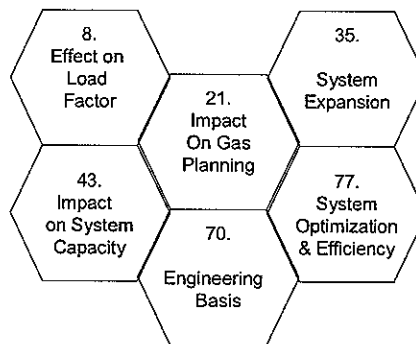 8.
Effect on
Load
Factor
35.
System
Expansion
21.
Impact
On Gas
Planning
43.
Impact
on System
Capacity
77.
System
Optimization
& Efficiency
70.
Engineering
Basis